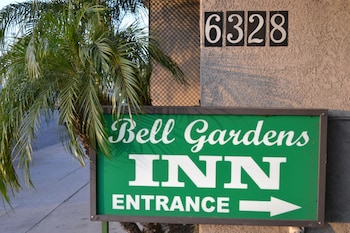 6328
Bell Gardens
INN
ENTRANCE →